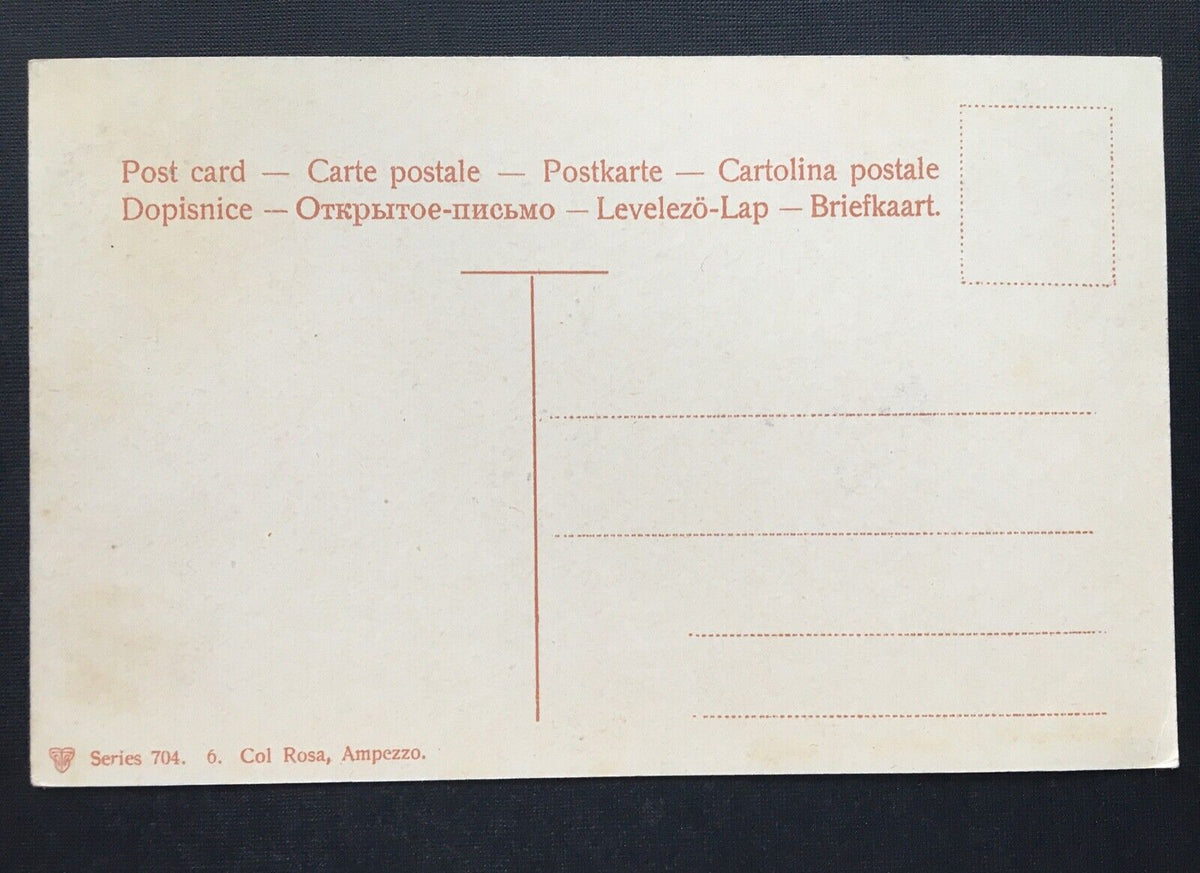 Post card — Carte postale — Postkarte — Cartolina postale
Dopisnice — Открытое-письмо — Levelezö-Lap — Briefkaart.
Series 704. 6. Col Rosa, Ampezzo.